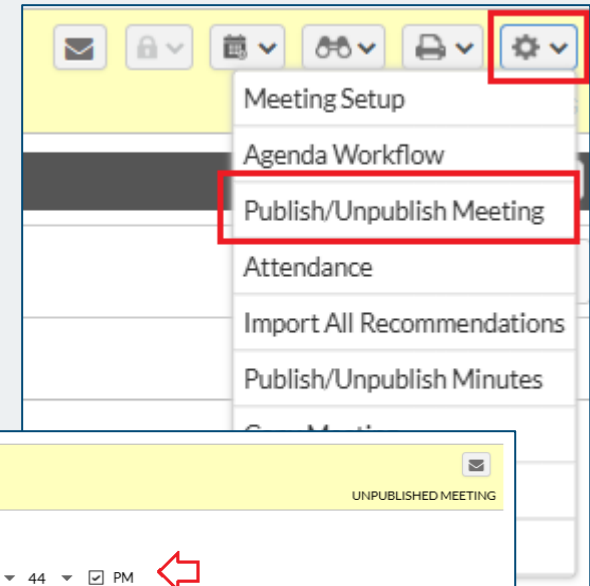 Meeting Setup
Agenda Workflow
Publish/Unpublish Meeting
Attendance
Import All Recommendations
Publish/Unpublish Minutes
UNPUBLISHED MEETING
44 PM